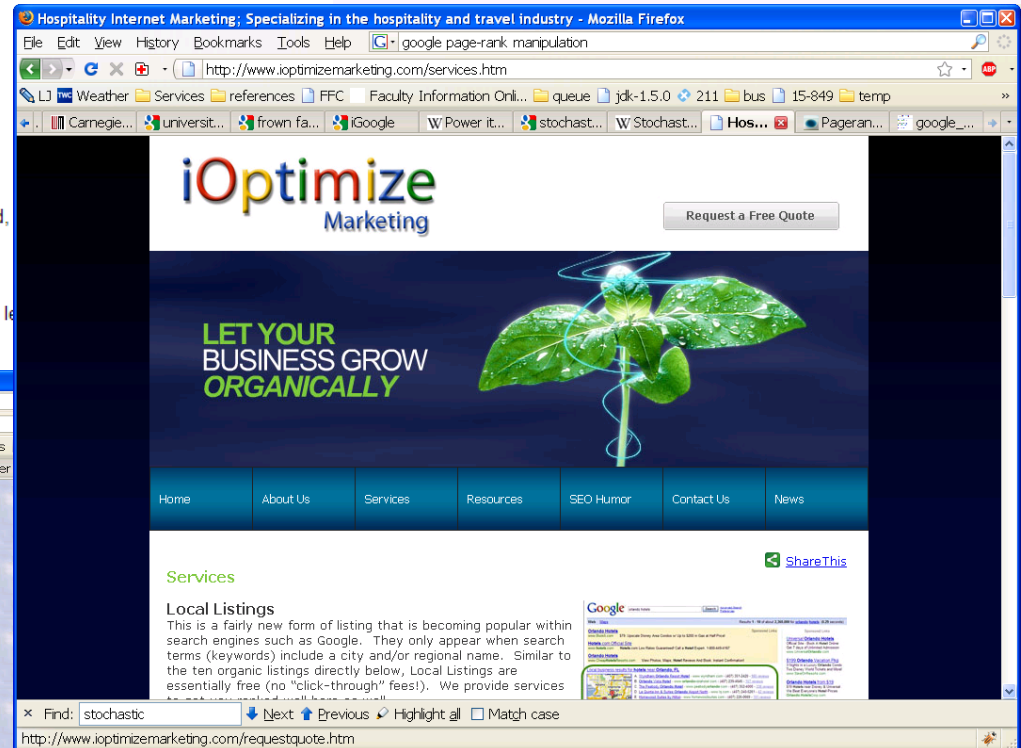 Hospitality Internet Marketing; Specializing in the hospitality and travel industry - Mozilla Firefox
File Edit View History Bookmarks Tools Help G google page-rank manipulation
http://www.ioptimizemarketing.com/services.htm ABP
LJ TWC Weather Services references FFC Faculty Information Onli... queue jdk-1.5.0 211 bus 15-849 temp »
Carnegie... universit... frown fa... iGoogle W Power it... stochast... W Stochast... Hos... Pageran... google_...
iOptimize
Marketing
Request a Free Quote
LET YOUR
BUSINESS GROW
ORGANICALLY
Home About Us Services Resources SEO Humor Contact Us News
ShareThis
Services
Local Listings
This is a fairly new form of listing that is becoming popular within
search engines such as Google. They only appear when search
terms (keywords) include a city and/or regional name. Similar to
the ten organic listings directly below, Local Listings are
essentially free (no "click-through" fees!). We provide services
Google
× Find: stochastic Next Previous Highlight all Match case
http://www.ioptimizemarketing.com/requestquote.htm